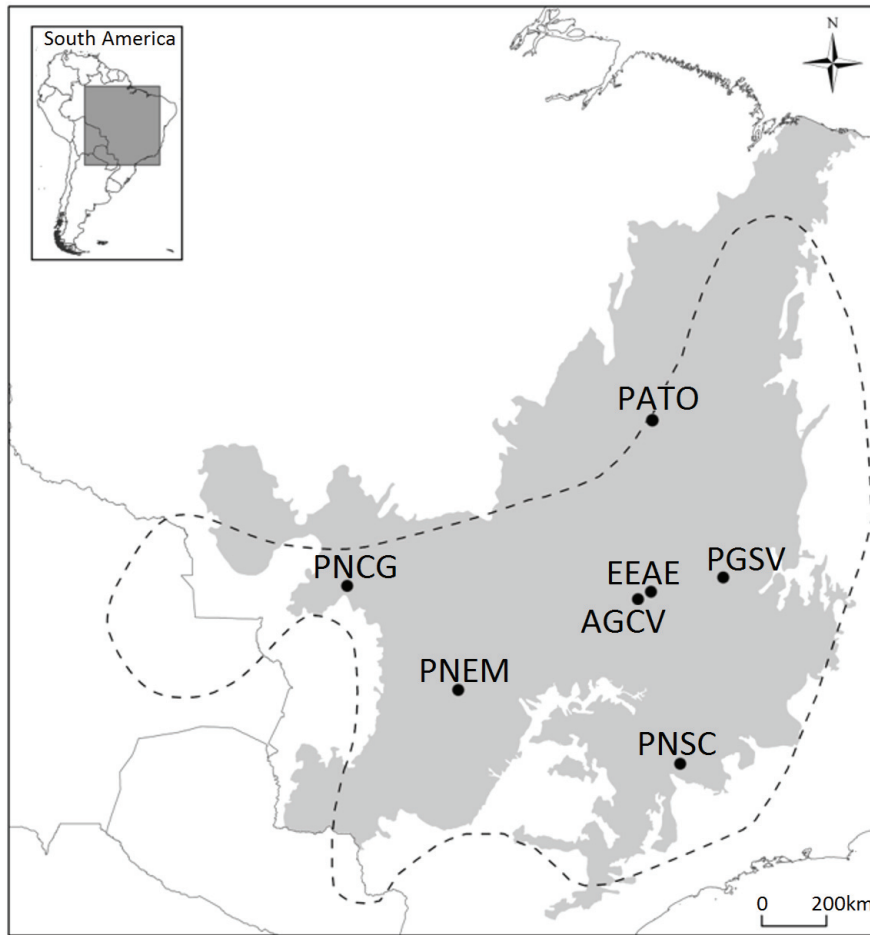 South America
N
PATO
PNCG
EEAE
PGSV
AGCV
PNEM
PNSC
0 200km